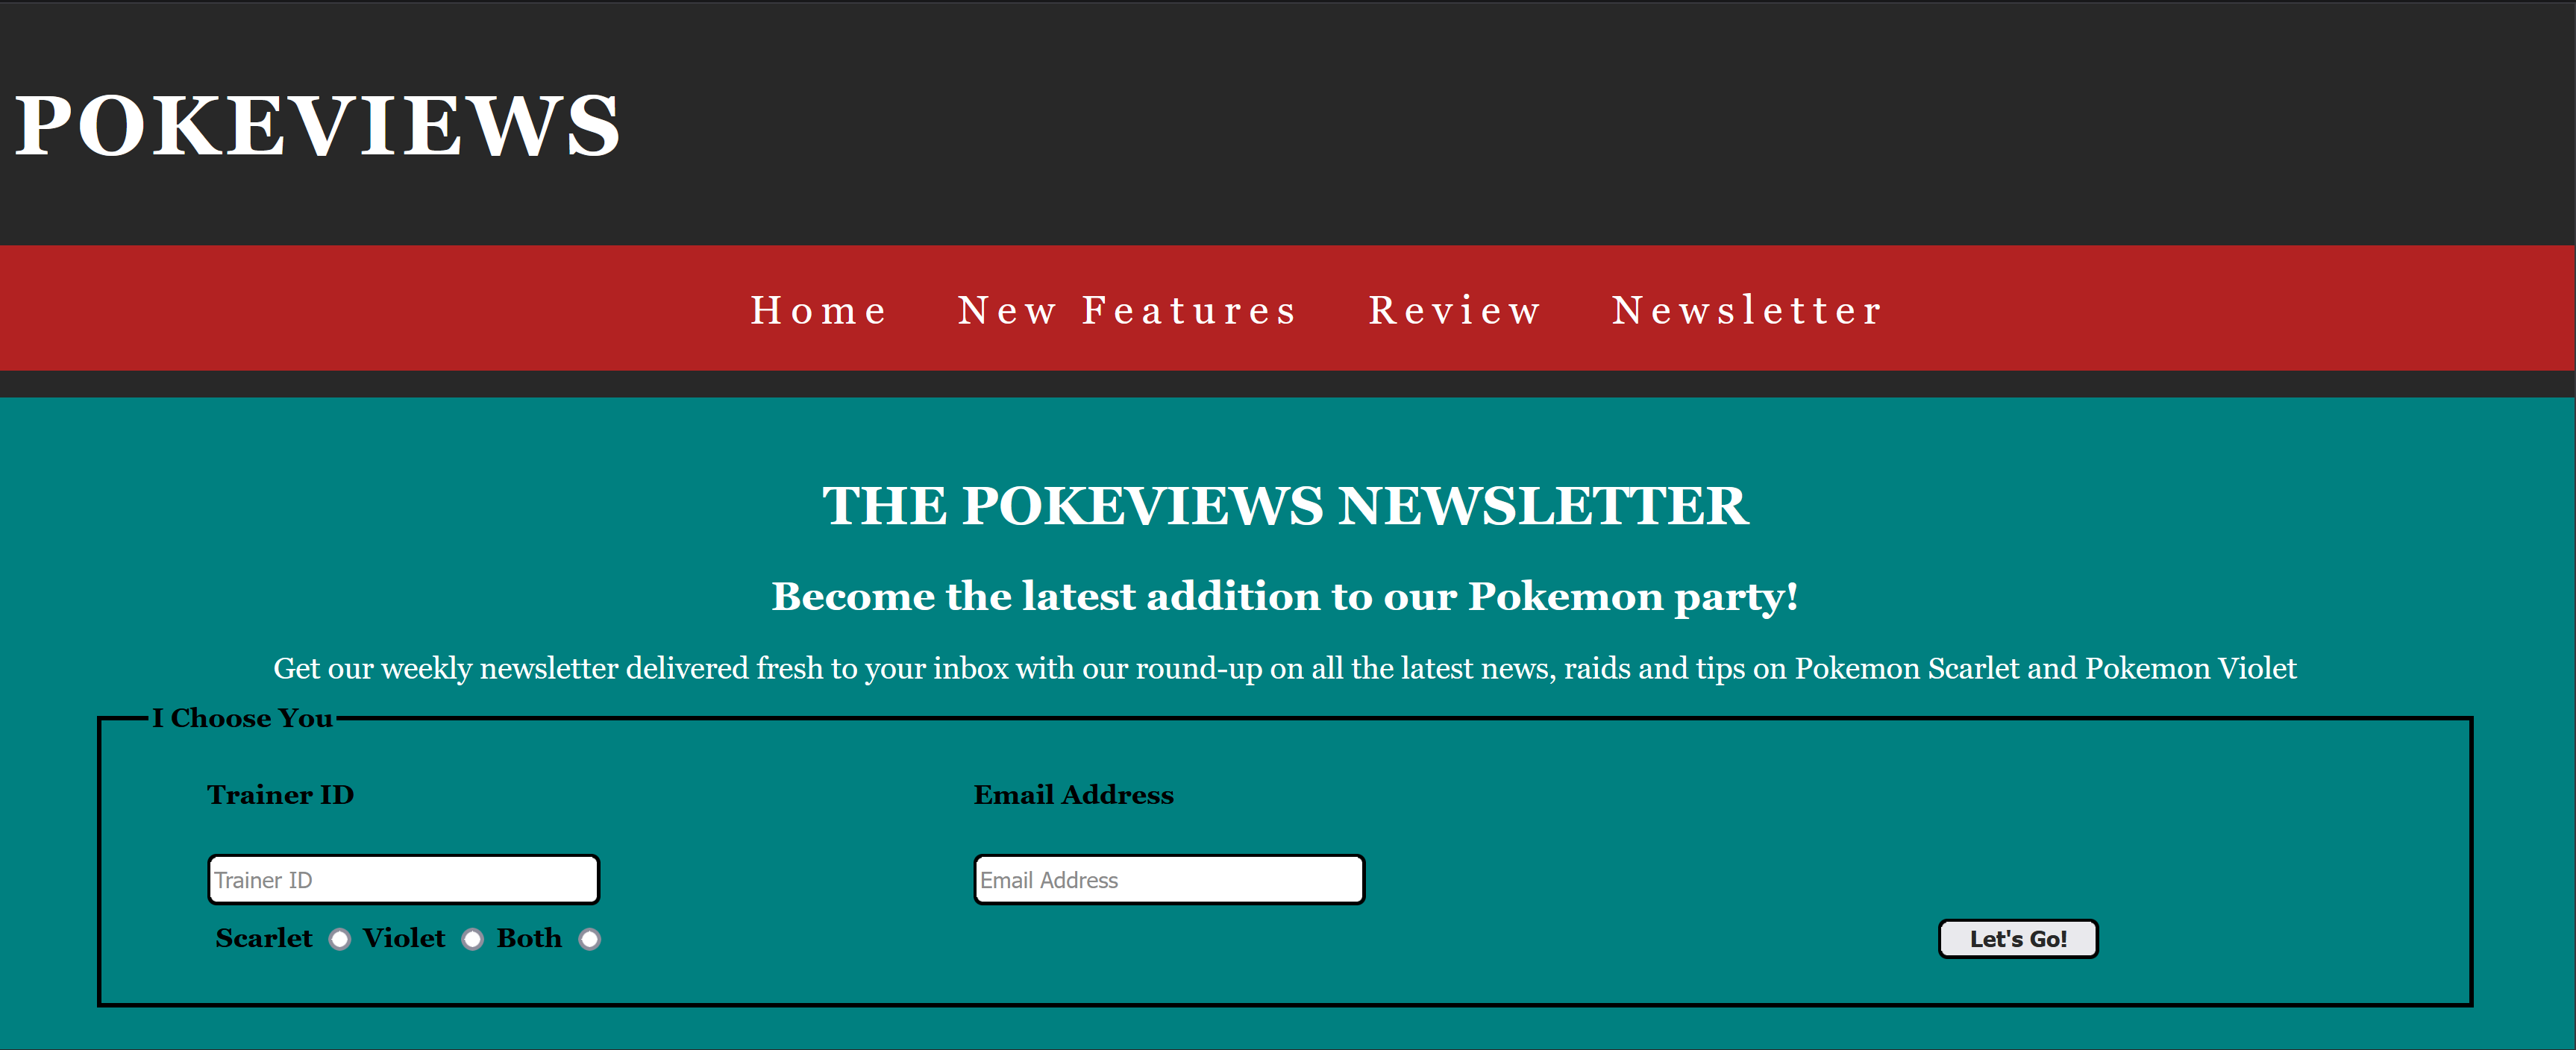 POKEVIEWS
Home New Features Review Newsletter
THE POKEVIEWS NEWSLETTER
Become the latest addition to our Pokemon party!
Get our weekly newsletter delivered fresh to your inbox with our round-up on all the latest news, raids and tips on Pokemon Scarlet and Pokemon Violet
I Choose You
Trainer ID Email Address
Trainer ID Email Address
Scarlet Violet Both Let's Go!